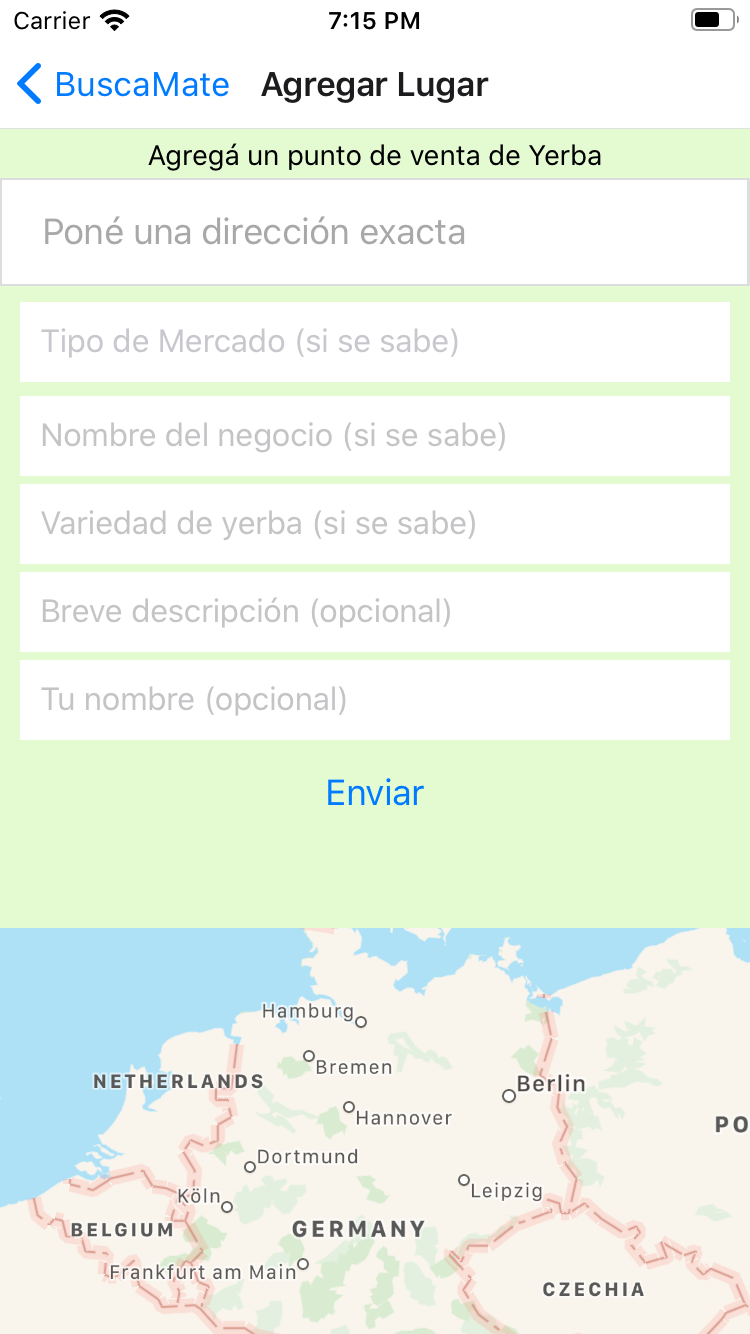 Carrier 7:15 PM
BuscaMate Agregar Lugar
Agregá un punto de venta de Yerba
Poné una dirección exacta
Tipo de Mercado (si se sabe)
Nombre del negocio (si se sabe)
Variedad de yerba (si se sabe)
Breve descripción (opcional)
Tu nombre (opcional)
Enviar
Hamburg
Bremen
NETHERLANDS
Berlin
Hannover
PO
Dortmund
Köln
Leipzig
BELGIUM
GERMANY
Frankfurt am Main
CZECHIA